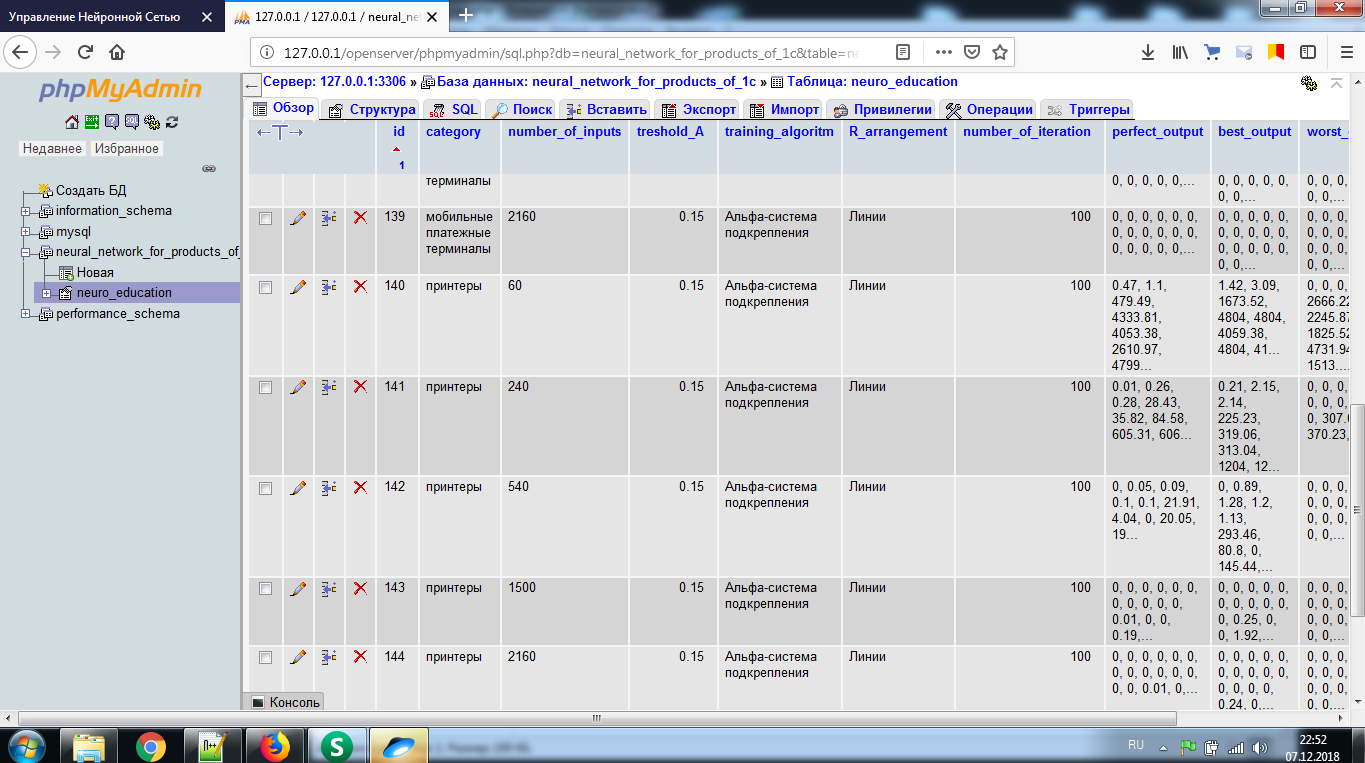 Управление Нейронной Сетью
127.0.0.1 / 127.0.0.1 / neural_ne
127.0.0.1/openserver/phpmyadmin/sql.php?db=neural_network_for_products_of_1c&table=ne
phpMyAdmin
Недавнее Избранное
Создать БД
information_schema
mysql
neural_network_for_products_of_
Новая
neuro_education
performance_schema
Сервер: 127.0.0.1:3306 » База данных: neural_network_for_products_of_1c » Таблица: neuro_education
Обзор Структура SQL Поиск Вставить Экспорт Импорт Привилегии Операции Триггеры
←T→ id category number_of_inputs treshold_A training_algoritm R_arrangement number_of_iteration perfect_output best_output worst_
1
терминалы 0, 0, 0, 0, 0,... 0, 0, 0, 0, 0, 0, 0, 0,
0, 0,... 0, 0,...
139 мобильные 2160 0.15 Альфа-система Линии 100 0, 0, 0, 0, 0, 0, 0, 0, 0, 0, 0, 0, 0, 0,
платежные подкрепления 0, 0, 0, 0, 0, 0, 0, 0, 0, 0, 0, 0, 0, 0,
терминалы 0, 0, 0, 0, 0,... 0, 0, 0, 0, 0, 0, 0, 0,
0, 0,... 0, 0,...
140 принтеры 60 0.15 Альфа-система Линии 100 0.47, 1.1, 1.42, 3.09, 0, 0, 0,
подкрепления 479.49, 1673.52, 2666.22
4333.81, 4804, 4804, 2245.87
4053.38, 4059.38, 1825.52
2610.97, 4804, 41... 4731.94
4799... 1513....
141 принтеры 240 0.15 Альфа-система Линии 100 0.01, 0.26, 0.21, 2.15, 0, 0, 0,
подкрепления 0.28, 28.43, 2.14, 0, 0, 0,
35.82, 84.58, 225.23, 0, 307.
605.31, 606... 319.06, 370.23,
313.04,
1204, 12...
142 принтеры 540 0.15 Альфа-система Линии 100 0, 0.05, 0.09, 0, 0.89, 0, 0, 0,
подкрепления 0.1, 0.1, 21.91, 1.28, 1.2, 0, 0, 0,
4.04, 0, 20.05, 1.13, 0, 0, 0,
19... 293.46, 0, 0,...
80.8, 0,
145.44,...
143 принтеры 1500 0.15 Альфа-система Линии 100 0, 0, 0, 0, 0, 0, 0, 0, 0, 0, 0, 0, 0, 0,
подкрепления 0, 0, 0, 0, 0, 0, 0, 0, 0, 0, 0, 0, 0, 0,
0.01, 0, 0, 0, 0.25, 0, 0, 0, 0,
0.19,... 0, 1.92,... 0, 0,...
144 принтеры 2160 0.15 Альфа-система Линии 100 0, 0, 0, 0, 0, 0, 0, 0, 0, 0, 0, 0, 0, 0,
подкрепления 0, 0, 0, 0, 0, 0, 0, 0, 0, 0, 0, 0, 0, 0,
0, 0, 0.01, 0,... 0, 0, 0, 0, 0, 0, 0,
0.24, 0,... 0, 0,...
Консоль
RU 22:52
07.12.2018